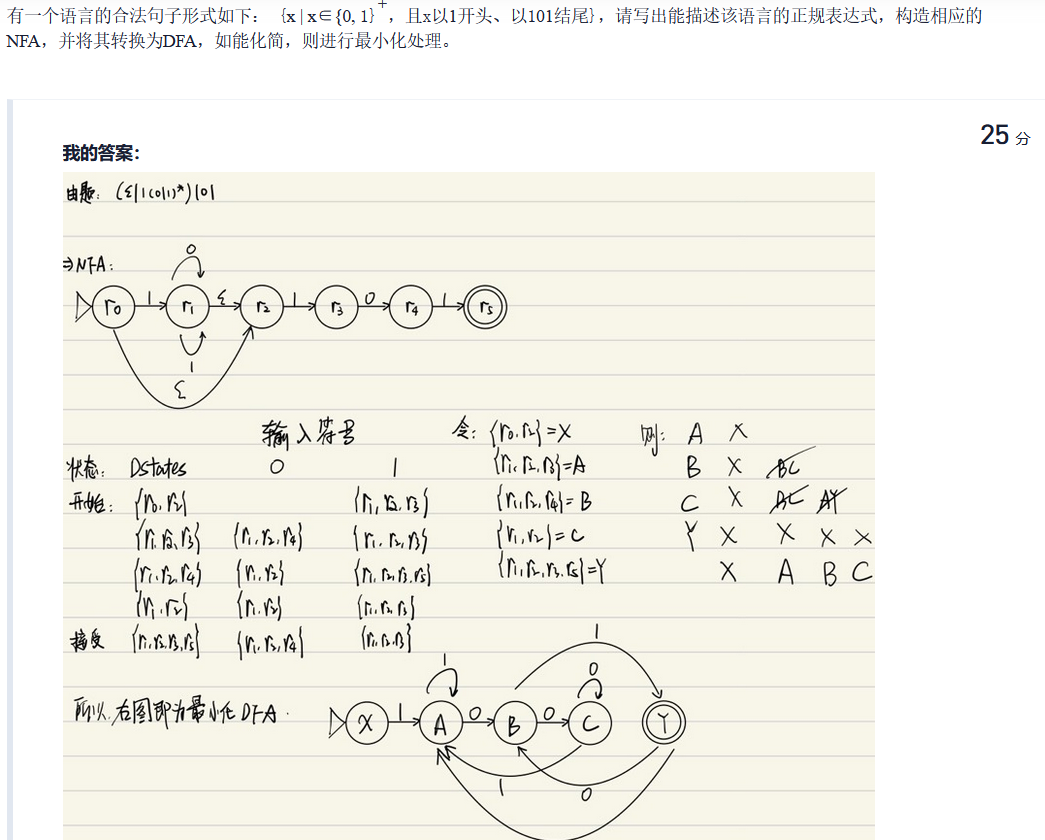 有一个语言的合法句子形式如下: {x | x∈{0, 1}⁺, 且x以1开头、以101结尾}, 请写出能描述该语言的正规表达式, 构造相应的
NFA, 并将其转换为DFA, 如能化简, 则进行最小化处理。
25 分
我的答案:
由题: (ε|1(0|1)*)101
⇒NFA:
0
r₀ 1 r₁ ε r₂ 1 r₃ 0 r₄ 1 r₅
1
ε
输入符号 令: {r₀,r₂}=X 则: A X
状态: Dstates 0 1 {r₁,r₂,r₃}=A B X BC
开始: {r₀,r₂} {r₁,r₂,r₃} {r₁,r₂,r₄}=B C X AC AY
{r₁,r₂,r₃} {r₁,r₂,r₄} {r₁,r₂,r₃} {r₁,r₂}=C Y X X X X
{r₁,r₂,r₄} {r₁,r₂} {r₁,r₂,r₃,r₅} {r₁,r₂,r₃,r₅}=Y X A B C
{r₁,r₂} {r₁,r₂} {r₁,r₂,r₃}
接受 {r₁,r₂,r₃,r₅} {r₁,r₂,r₄} {r₁,r₂,r₃}
1
1 0
所以,右图即为最小化DFA. X 1 A 0 B 0 C Y
1 0